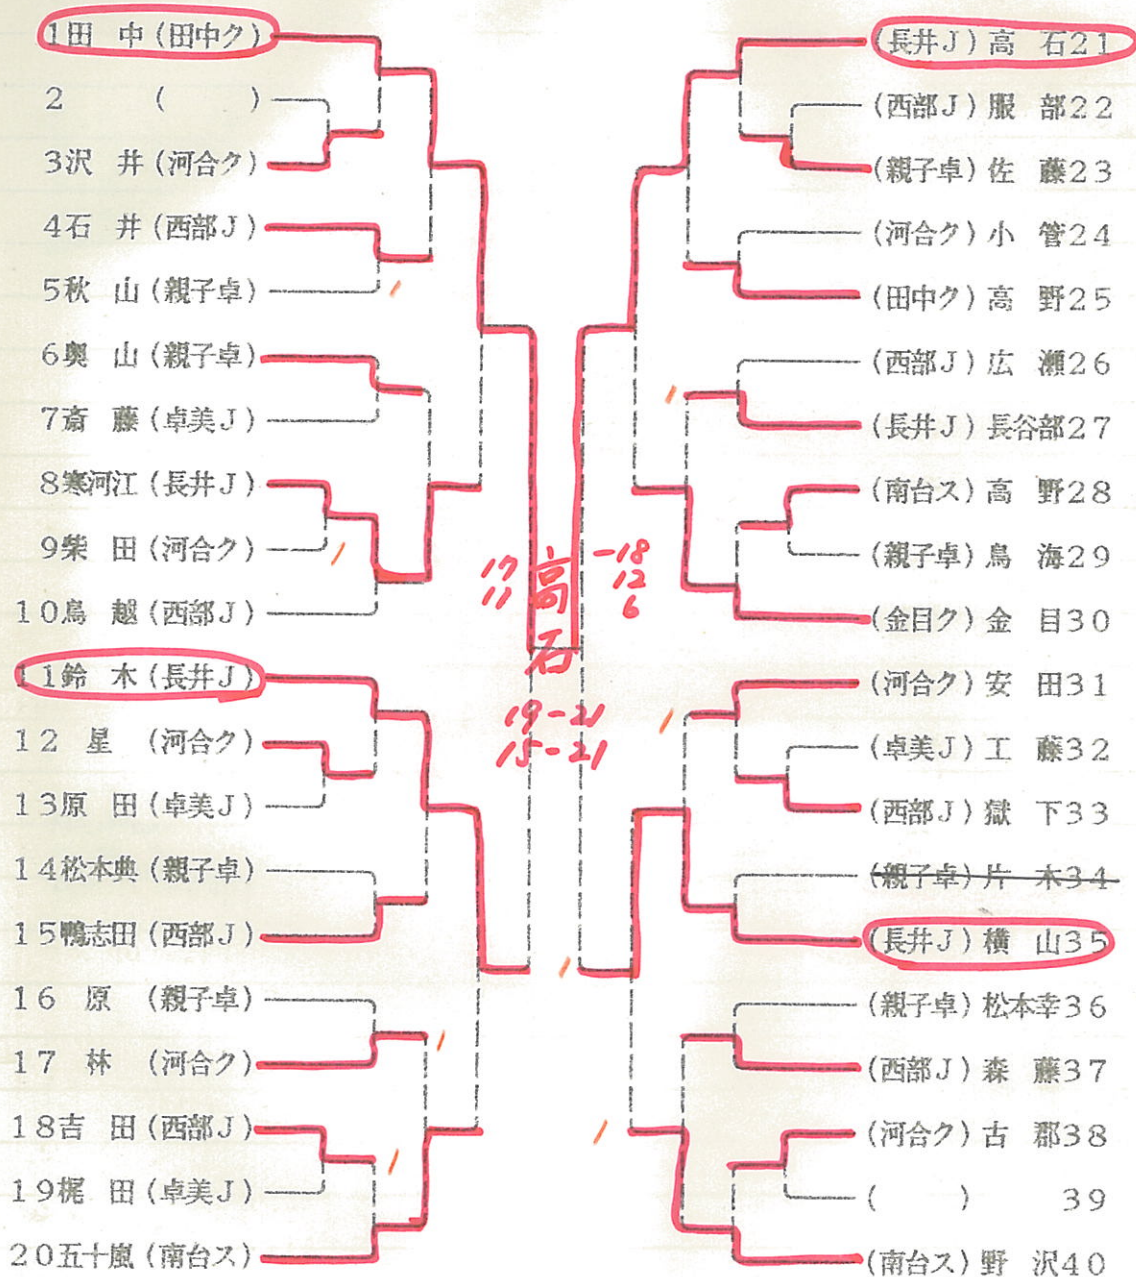 1田 中(田中ク)
2 ( )
3沢 井(河合ク)
4石 井(西部J)
5秋 山(親子卓)
6奥 山(親子卓)
7斎 藤(卓美J)
8寒河江(長井J)
9柴 田(河合ク)
10鳥 越(西部J)
11鈴 木(長井J)
12 星 (河合ク)
13原 田(卓美J)
14松本典(親子卓)
15鴨志田(西部J)
16 原 (親子卓)
17 林 (河合ク)
18吉 田(西部J)
19梶 田(卓美J)
20五十嵐(南台ス)
17
11
高石
-18
12
6
19-21
15-21
(長井J)高 石21
(西部J)服 部22
(親子卓)佐 藤23
(河合ク)小 管24
(田中ク)高 野25
(西部J)広 瀬26
(長井J)長谷部27
(南台ス)高 野28
(親子卓)鳥 海29
(金目ク)金 目30
(河合ク)安 田31
(卓美J)工 藤32
(西部J)嶽 下33
(親子卓)片 木34
(長井J)横 山35
(親子卓)松本幸36
(西部J)森 藤37
(河合ク)古 郡38
( ) 39
(南台ス)野 沢40